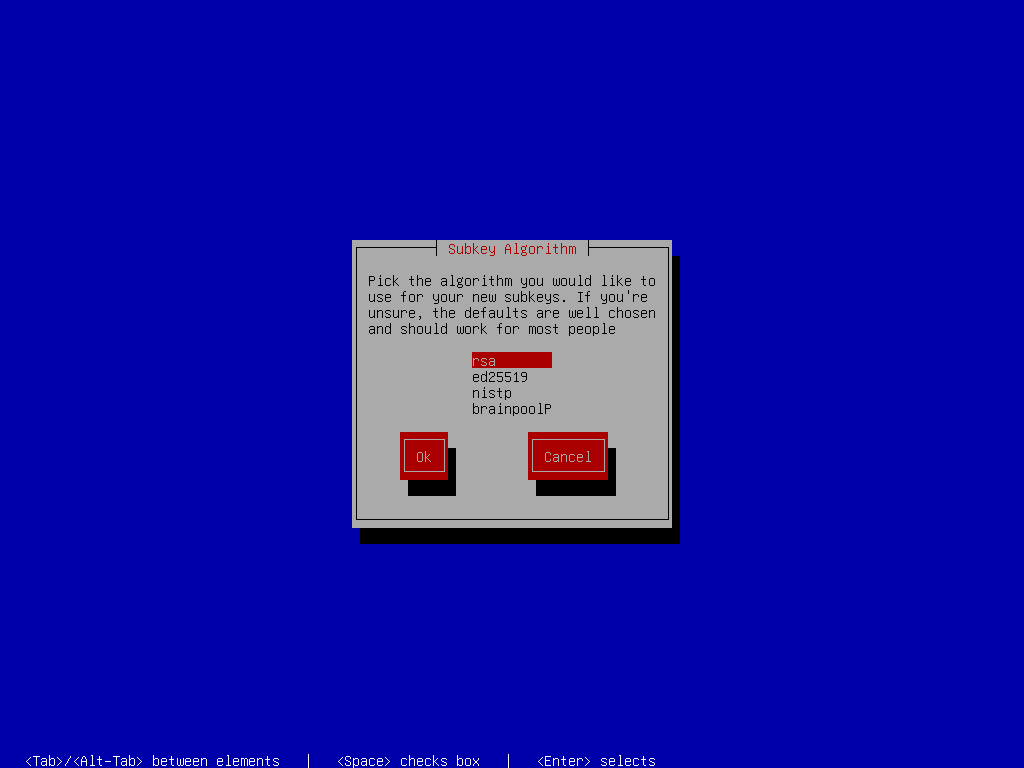 Subkey Algorithm
Pick the algorithm you would like to
use for your new subkeys. If you're
unsure, the defaults are well chosen
and should work for most people
rsa
ed25519
nistp
brainpoolP
Ok Cancel
<Tab>/<Alt-Tab> between elements | <Space> checks box | <Enter> selects